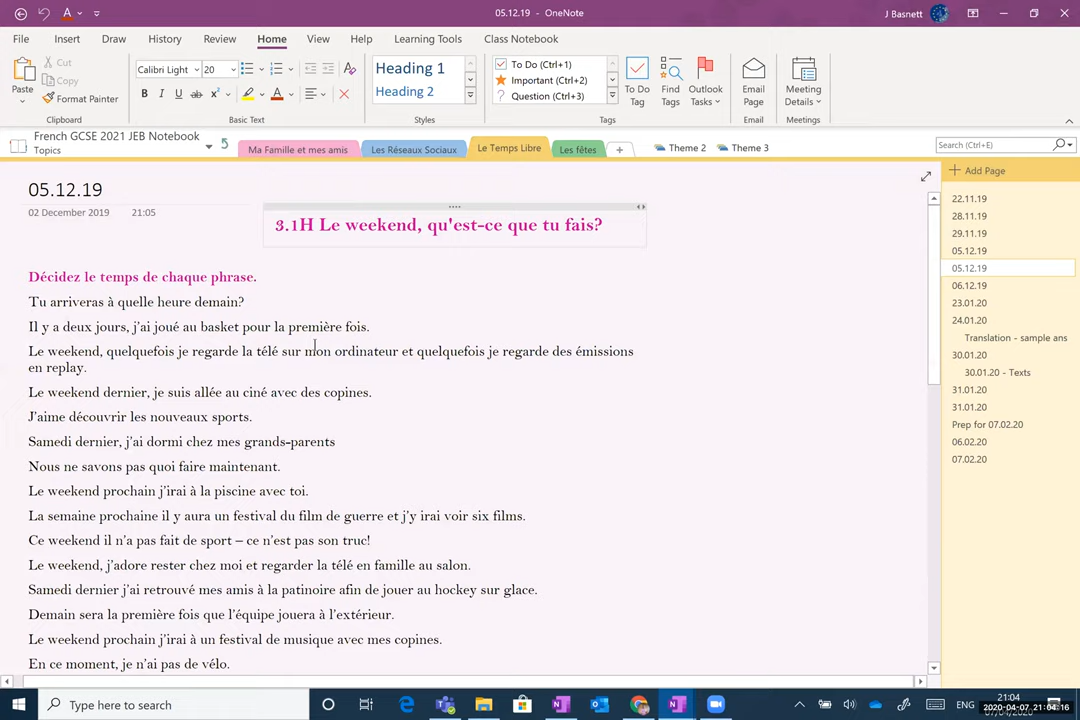 05.12.19 - OneNote
J Basnett
File Insert Draw History Review Home View Help Learning Tools Class Notebook
Paste
Cut
Copy
Format Painter
Clipboard
Calibri Light 20
B I U ab x²
Basic Text
Heading 1
Heading 2
Styles
To Do (Ctrl+1)
Important (Ctrl+2)
? Question (Ctrl+3)
Tags
To Do Tag
Find Tags
Outlook Tasks
Email Page
Email
Meeting Details
Meetings
French GCSE 2021 JEB Notebook
Topics
Ma Famille et mes amis Les Réseaux Sociaux Le Temps Libre Les fêtes + Theme 2 Theme 3
Search (Ctrl+E)
05.12.19
02 December 2019 21:05
3.1H Le weekend, qu'est-ce que tu fais?
Décidez le temps de chaque phrase.
Tu arriveras à quelle heure demain?
Il y a deux jours, j'ai joué au basket pour la première fois.
Le weekend, quelquefois je regarde la télé sur mon ordinateur et quelquefois je regarde des émissions
en replay.
Le weekend dernier, je suis allée au ciné avec des copines.
J'aime découvrir les nouveaux sports.
Samedi dernier, j'ai dormi chez mes grands-parents
Nous ne savons pas quoi faire maintenant.
Le weekend prochain j'irai à la piscine avec toi.
La semaine prochaine il y aura un festival du film de guerre et j'y irai voir six films.
Ce weekend il n'a pas fait de sport – ce n'est pas son truc!
Le weekend, j'adore rester chez moi et regarder la télé en famille au salon.
Samedi dernier j'ai retrouvé mes amis à la patinoire afin de jouer au hockey sur glace.
Demain sera la première fois que l'équipe jouera à l'extérieur.
Le weekend prochain j'irai à un festival de musique avec mes copines.
En ce moment, je n'ai pas de vélo.
Add Page
22.11.19
28.11.19
29.11.19
05.12.19
05.12.19
06.12.19
23.01.20
24.01.20
Translation - sample ans
30.01.20
30.01.20 - Texts
31.01.20
31.01.20
Prep for 07.02.20
06.02.20
07.02.20
Type here to search
ENG
21:04
2020-04-07 21:04:16